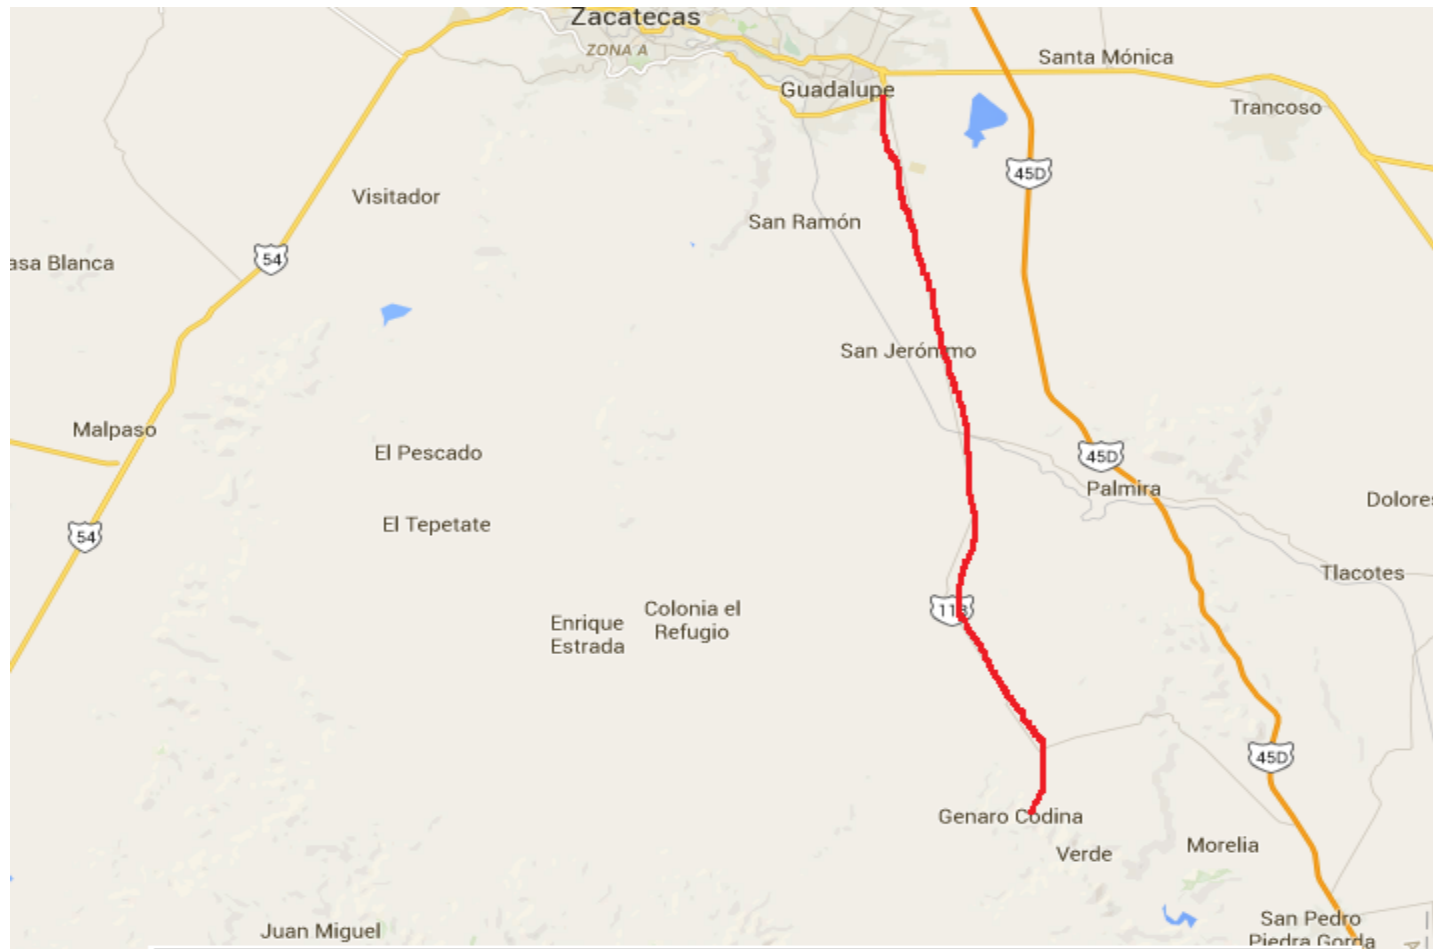 Zacatecas
ZONA A
Santa Mónica
Guadalupe
Trancoso
45D
Visitador
San Ramón
54
asa Blanca
San Jerónimo
Malpaso
El Pescado
45D
Palmira
Dolores
El Tepetate
54
Tlacotes
Colonia el
Refugio
Enrique
Estrada
45D
Genaro Codina
Morelia
Verde
Juan Miguel
San Pedro
Piedra Gorda